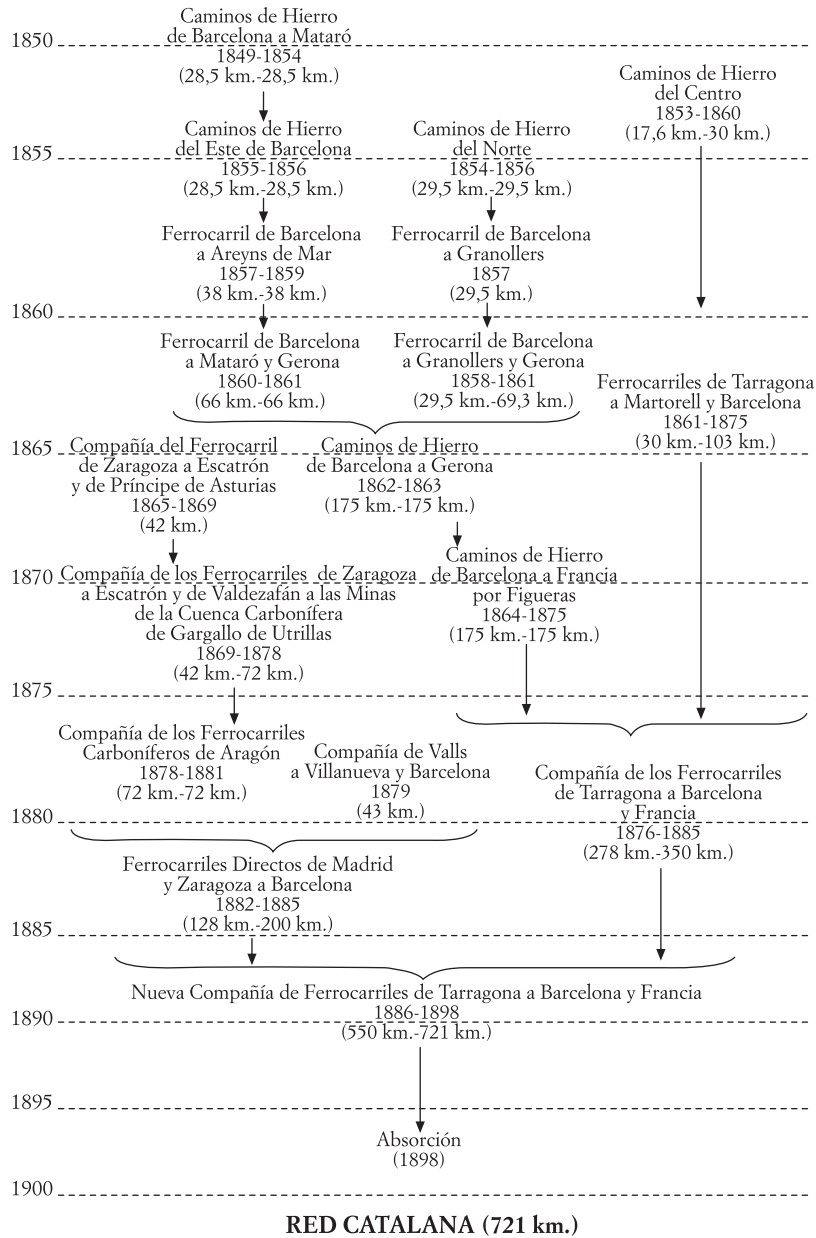 1850
Caminos de Hierro
de Barcelona a Mataró
1849-1854
(28,5 km.-28,5 km.)
Caminos de Hierro
del Centro
1853-1860
(17,6 km.-30 km.)
1855
Caminos de Hierro
del Este de Barcelona
1855-1856
(28,5 km.-28,5 km.)
Caminos de Hierro
del Norte
1854-1856
(29,5 km.-29,5 km.)
Ferrocarril de Barcelona
a Areyns de Mar
1857-1859
(38 km.-38 km.)
Ferrocarril de Barcelona
a Granollers
1857
(29,5 km.)
1860
Ferrocarril de Barcelona
a Mataró y Gerona
1860-1861
(66 km.-66 km.)
Ferrocarril de Barcelona
a Granollers y Gerona
1858-1861
(29,5 km.-69,3 km.)
Ferrocarriles de Tarragona
a Martorell y Barcelona
1861-1875
(30 km.-103 km.)
1865
Compañía del Ferrocarril
de Zaragoza a Escatrón
y de Príncipe de Asturias
1865-1869
(42 km.)
Caminos de Hierro
de Barcelona a Gerona
1862-1863
(175 km.-175 km.)
1870
Compañía de los Ferrocarriles de Zaragoza
a Escatrón y de Valdezafán a las Minas
de la Cuenca Carbonífera
de Gargallo de Utrillas
1869-1878
(42 km.-72 km.)
Caminos de Hierro
de Barcelona a Francia
por Figueras
1864-1875
(175 km.-175 km.)
1875
Compañía de los Ferrocarriles
Carboníferos de Aragón
1878-1881
(72 km.-72 km.)
Compañía de Valls
a Villanueva y Barcelona
1879
(43 km.)
Compañía de los Ferrocarriles
de Tarragona a Barcelona
y Francia
1876-1885
(278 km.-350 km.)
1880
Ferrocarriles Directos de Madrid
y Zaragoza a Barcelona
1882-1885
(128 km.-200 km.)
1885
Nueva Compañía de Ferrocarriles de Tarragona a Barcelona y Francia
1886-1898
(550 km.-721 km.)
1890
1895
Absorción
(1898)
1900
RED CATALANA (721 km.)